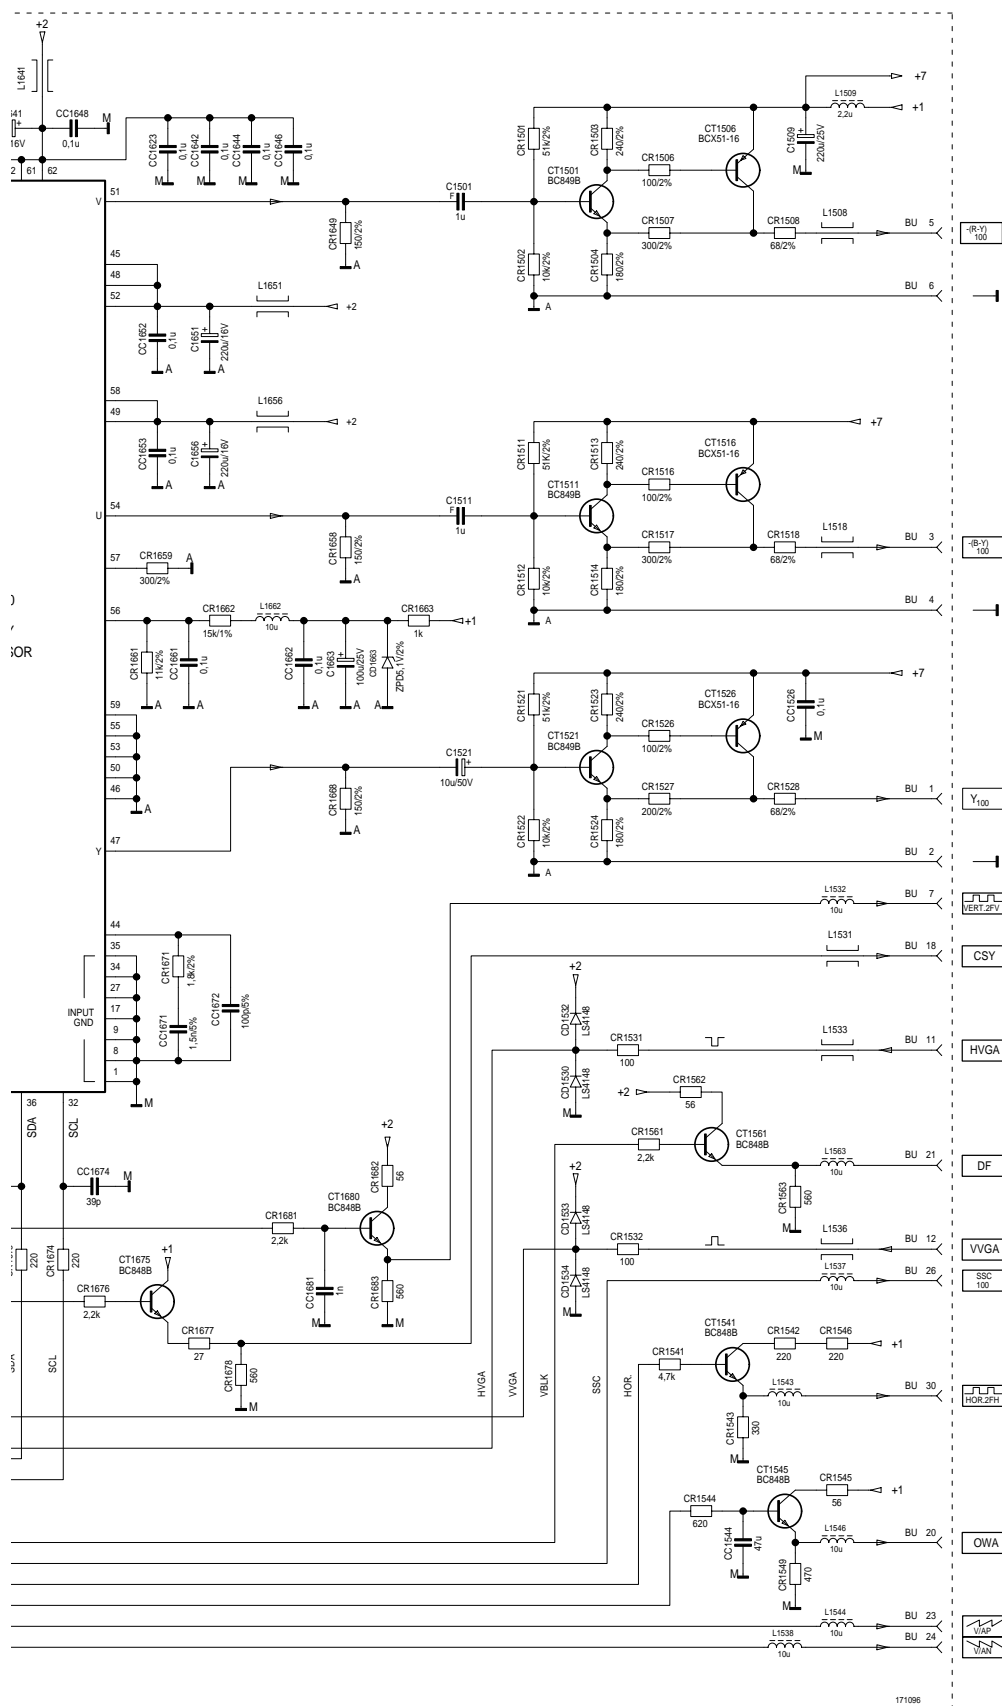 +2
L1641
CC1648
M
0,1u
16V
61
62
CC1623
0,1u
CC1642
0,1u
CC1644
0,1u
CC1646
0,1u
M
M
M
M
51
V
CR1649
150/2%
A
C1501
F
1u
CR1501
51k/2%
CR1503
240/2%
CT1501
BC849B
CR1506
100/2%
CT1506
BCX51-16
+7
L1509
2,2u
+1
C1509
220u/25V
M
CR1507
300/2%
CR1508
68/2%
L1508
BU 5
-(R-Y)
100
CR1502
10k/2%
CR1504
180/2%
A
BU 6
45
48
52
L1651
+2
CC1652
0,1u
C1651
+
220u/16V
A
A
58
49
L1656
+2
CC1653
0,1u
C1656
+
220u/16V
A
A
54
U
CR1658
150/2%
A
C1511
F
1u
CR1511
51K/2%
CR1513
240/2%
CT1511
BC849B
CR1516
100/2%
CT1516
BCX51-16
+7
CR1517
300/2%
CR1518
68/2%
L1518
BU 3
-(B-Y)
100
CR1512
10k/2%
CR1514
180/2%
A
BU 4
57
CR1659
300/2%
A
SOR
56
CR1662
15k/1%
L1662
10u
CR1663
1k
+1
CR1661
11k/2%
CC1661
0,1u
CC1662
0,1u
C1663
+
100u/25V
CD1663
ZPD5,1V/2%
A
A
A
A
A
59
55
53
50
46
A
CR1668
150/2%
A
C1521
+
10u/50V
CR1521
51k/2%
CR1523
240/2%
CT1521
BC849B
CR1526
100/2%
CT1526
BCX51-16
CC1526
0,1u
M
+7
CR1527
200/2%
CR1528
68/2%
BU 1
Y100
CR1522
10k/2%
CR1524
180/2%
A
BU 2
47
Y
L1532
10u
BU 7
VERT.2FV
44
35
34
27
17
9
8
1
INPUT
GND
CR1671
1,8k/2%
CC1671
1,5n/5%
CC1672
100p/5%
M
L1531
BU 18
CSY
+2
CD1532
LS4148
CR1531
100
L1533
BU 11
HVGA
CD1530
LS4148
M
+2
CR1562
56
36
32
SDA
SCL
CC1674
M
39p
CR1561
2,2k
CT1561
BC848B
L1563
10u
BU 21
DF
CR1563
560
M
+2
CR1682
56
CT1680
BC848B
CR1681
2,2k
CC1681
1n
M
CR1683
560
M
+2
CD1533
LS4148
CR1532
100
L1536
BU 12
VVGA
CD1534
LS4148
M
L1537
10u
BU 26
SSC
100
220
CR1674
220
CT1675
BC848B
+1
CR1676
2,2k
CR1677
27
CR1678
560
M
SCL
HVGA
VVGA
VBLK
SSC
HOR.
CT1541
BC848B
CR1542
220
CR1546
220
+1
CR1541
4,7k
L1543
10u
BU 30
HOR.2FH
CR1543
330
M
CT1545
BC848B
CR1545
56
+1
CR1544
620
CC1544
47u
M
L1546
10u
BU 20
OWA
CR1549
470
M
L1544
10u
BU 23
V/AP
L1538
10u
BU 24
V/AN
171096